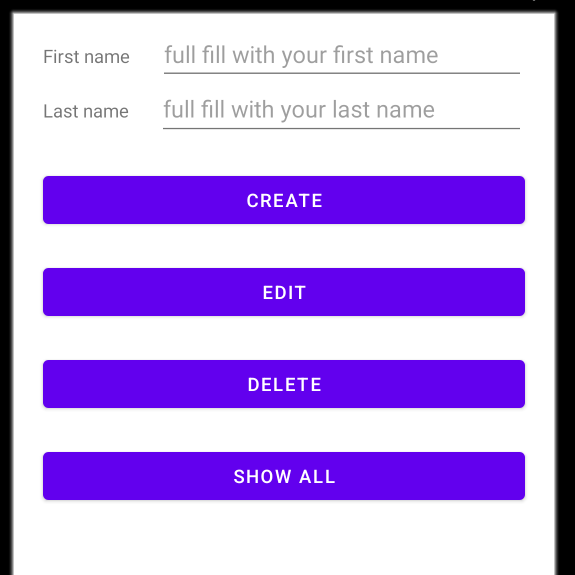 First name full fill with your first name
Last name full fill with your last name
CREATE
EDIT
DELETE
SHOW ALL